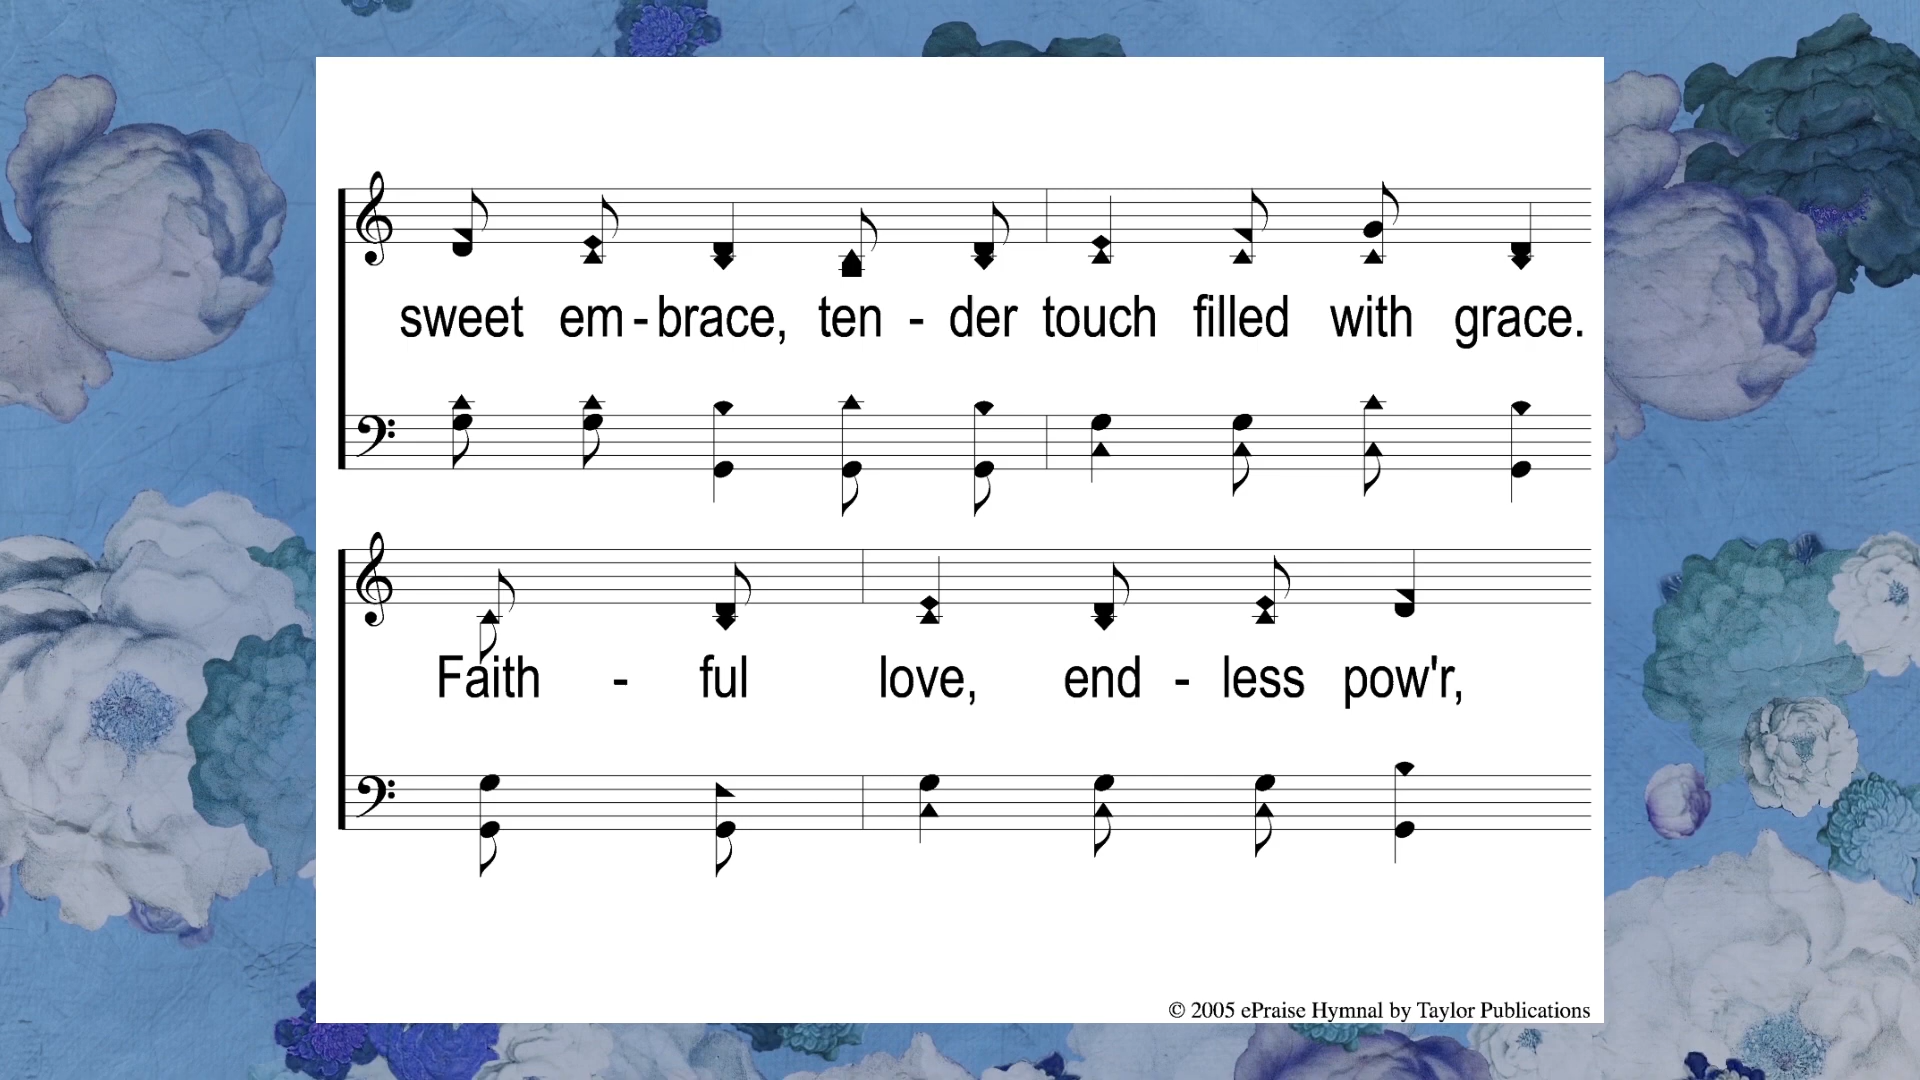 sweet em - brace, ten - der touch filled with grace.
Faith - ful love, end - less pow'r,
© 2005 ePraise Hymnal by Taylor Publications